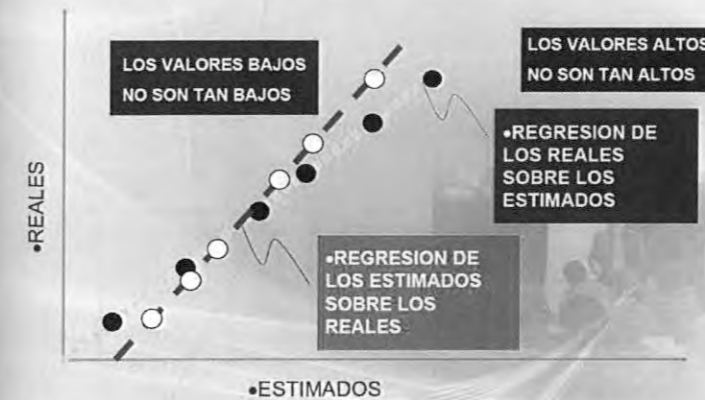 LOS VALORES BAJOS
NO SON TAN BAJOS
LOS VALORES ALTOS
NO SON TAN ALTOS
•REGRESION DE
LOS REALES
SOBRE LOS
ESTIMADOS
•REALES
•REGRESION DE
LOS ESTIMADOS
SOBRE LOS
REALES
•ESTIMADOS